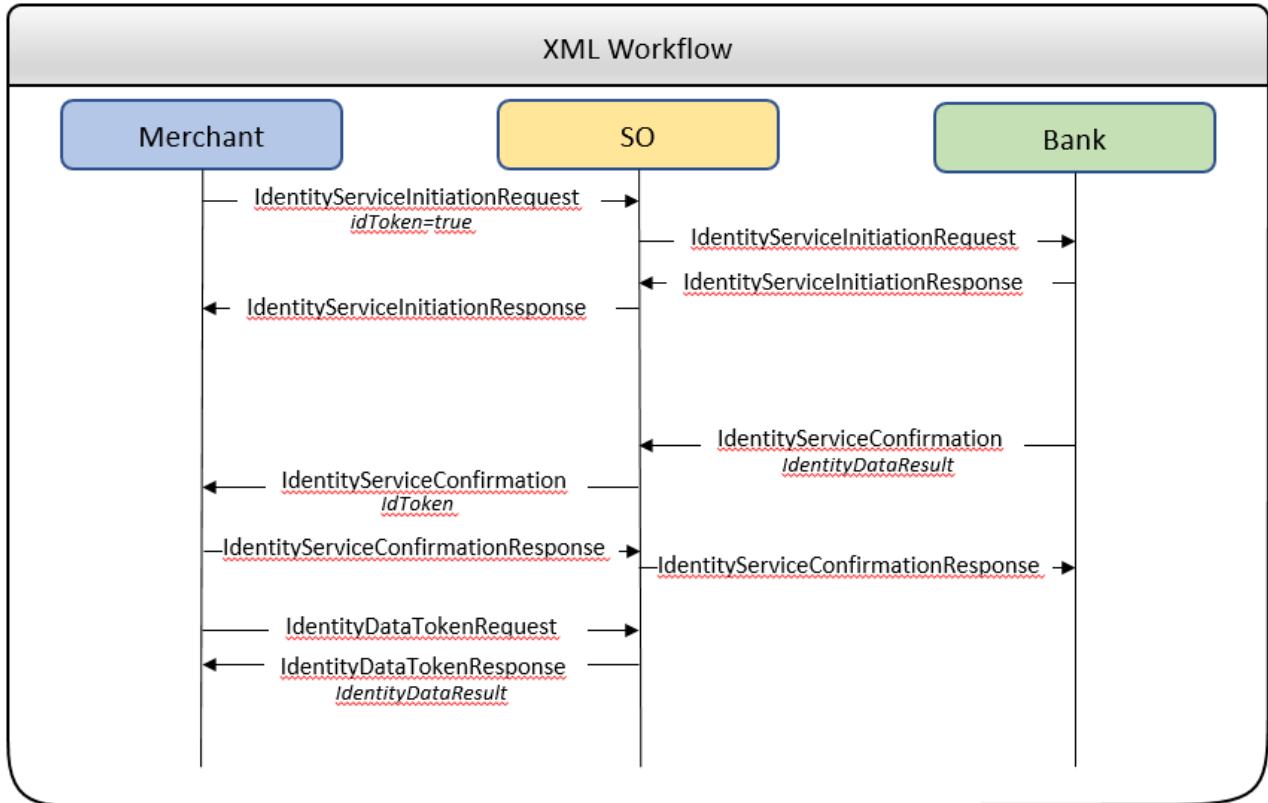 XML Workflow
Merchant
SO
Bank
IdentityServiceInitiationRequest
idToken=true
IdentityServiceInitiationRequest
IdentityServiceInitiationResponse
IdentityServiceInitiationResponse
IdentityServiceConfirmation
IdentityDataResult
IdentityServiceConfirmation
IdToken
IdentityServiceConfirmationResponse
IdentityServiceConfirmationResponse
IdentityDataTokenRequest
IdentityDataTokenResponse
IdentityDataResult